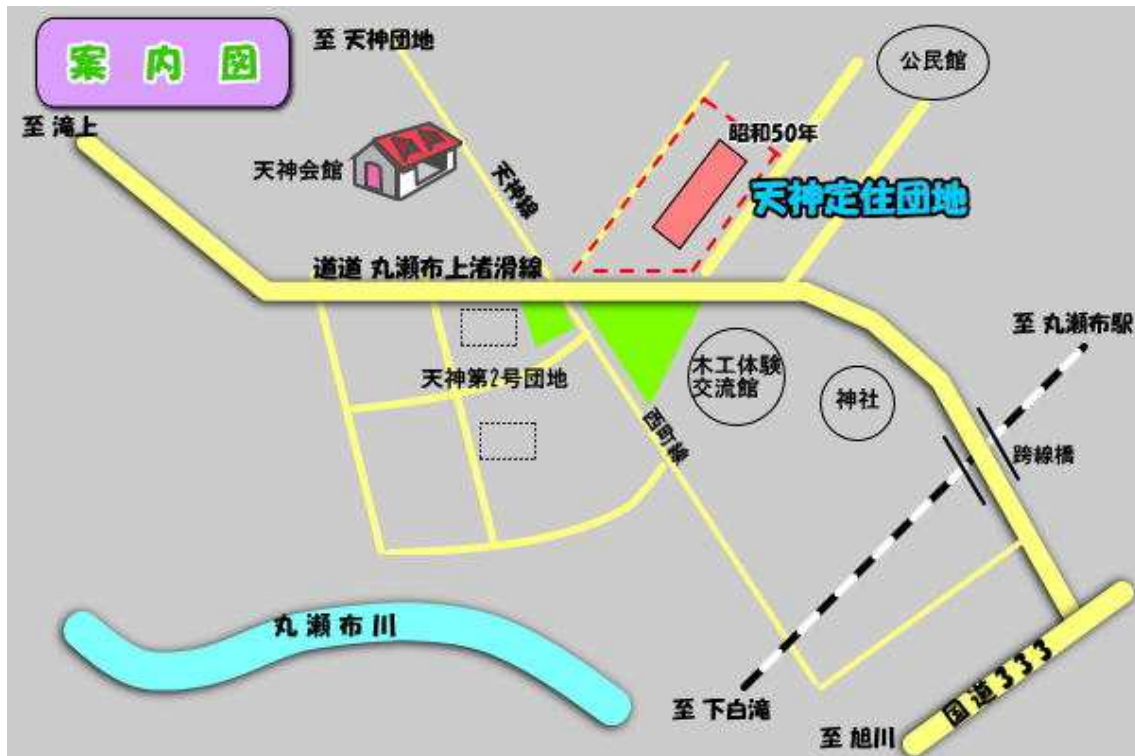 案内図
至 天神団地
公民館
至 滝上
昭和50年
天神会館
天神線
天神定住団地
道道 丸瀬布上渚滑線
至 丸瀬布駅
木工体験
交流館
天神第2号団地
神社
西町線
跨線橋
丸瀬布川
国道333
至 下白滝
至 旭川